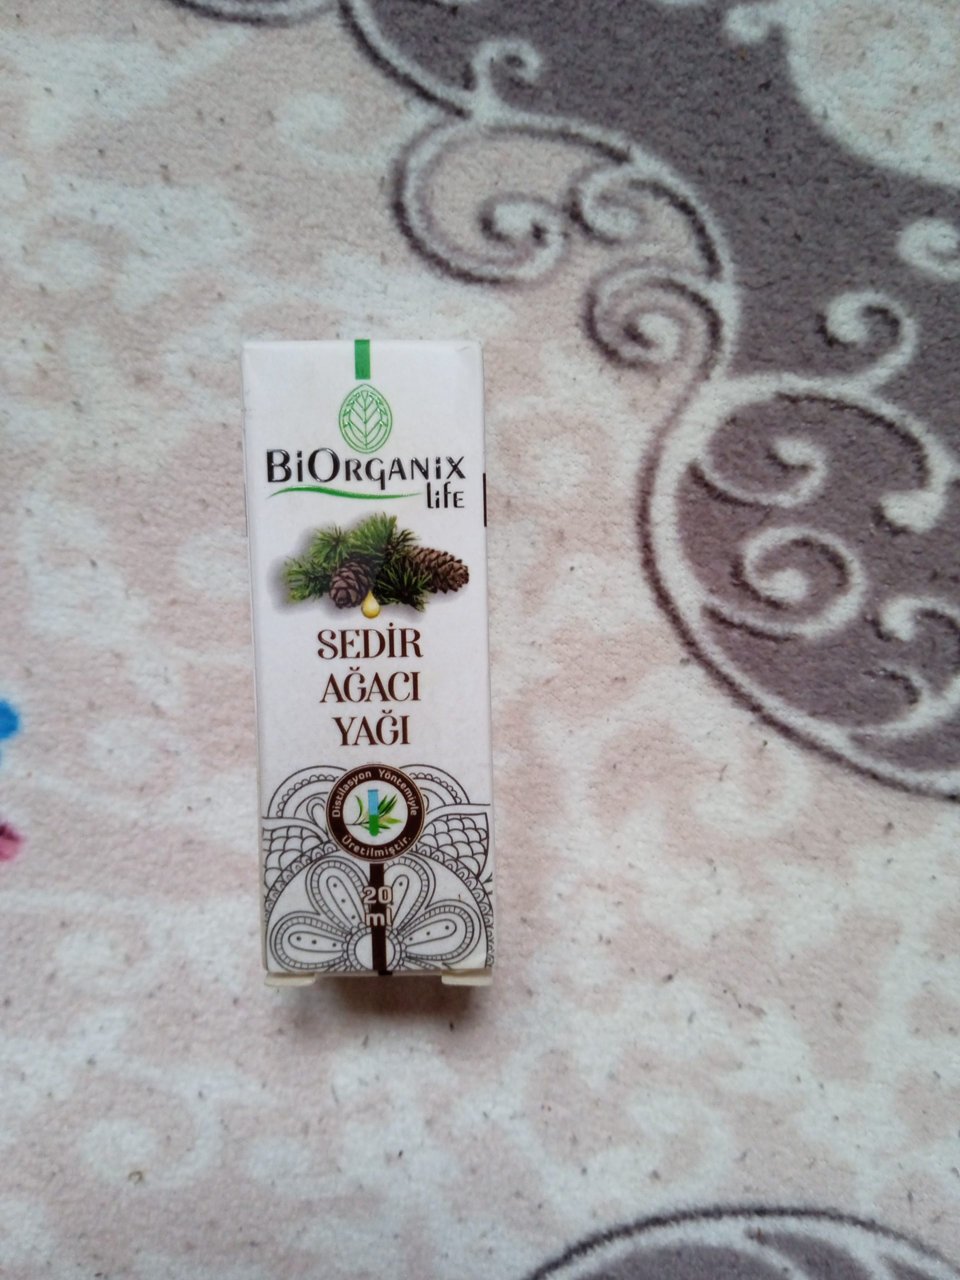 BiORGANiX
LiFE
SEDİR
AĞACI
YAĞI
Distilasyon Yöntemiyle
Üretilmiştir.
20
ml